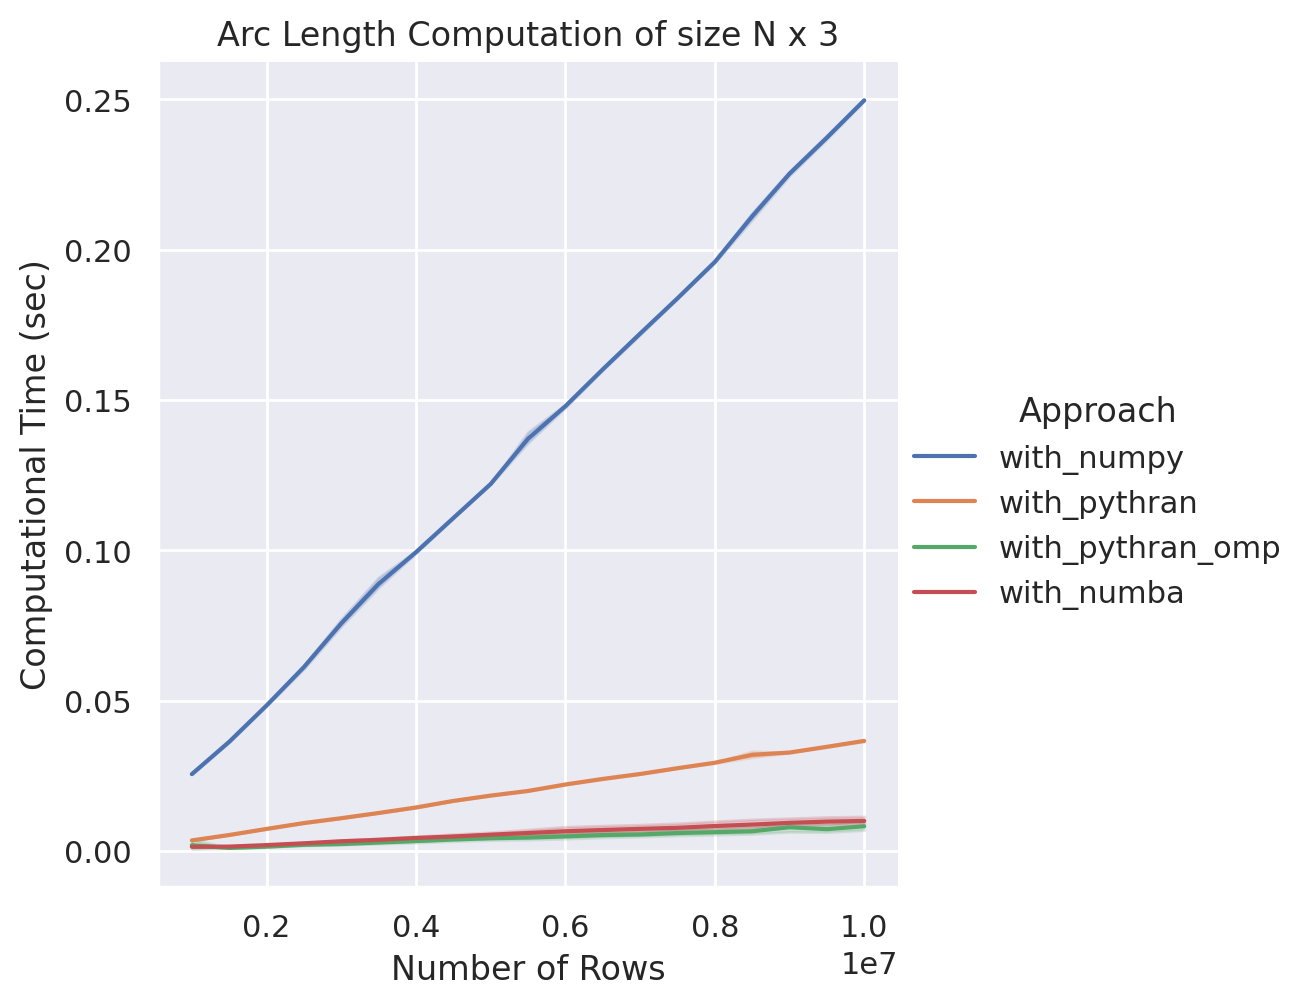 Arc Length Computation of size N x 3
Computational Time (sec)
0.25
0.20
0.15
0.10
0.05
0.00
0.2 0.4 0.6 0.8 1.0
1e7
Number of Rows
Approach
with_numpy
with_pythran
with_pythran_omp
with_numba